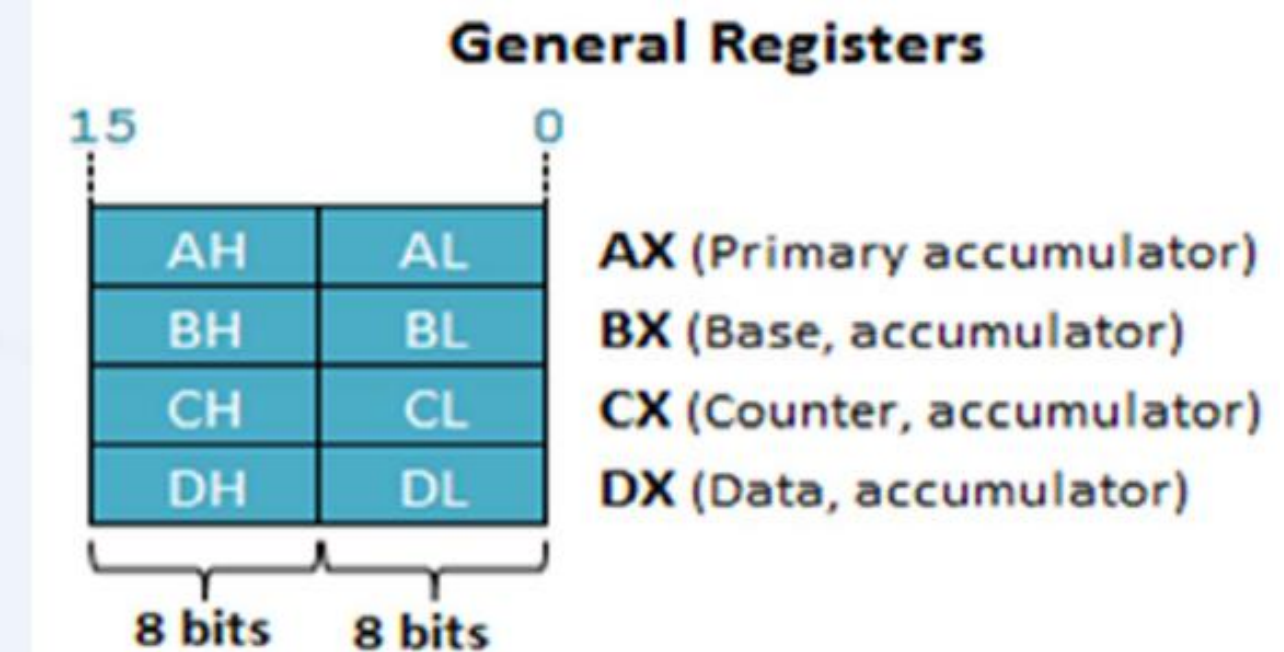 General Registers
15 0
AH AL AX (Primary accumulator)
BH BL BX (Base, accumulator)
CH CL CX (Counter, accumulator)
DH DL DX (Data, accumulator)
8 bits 8 bits